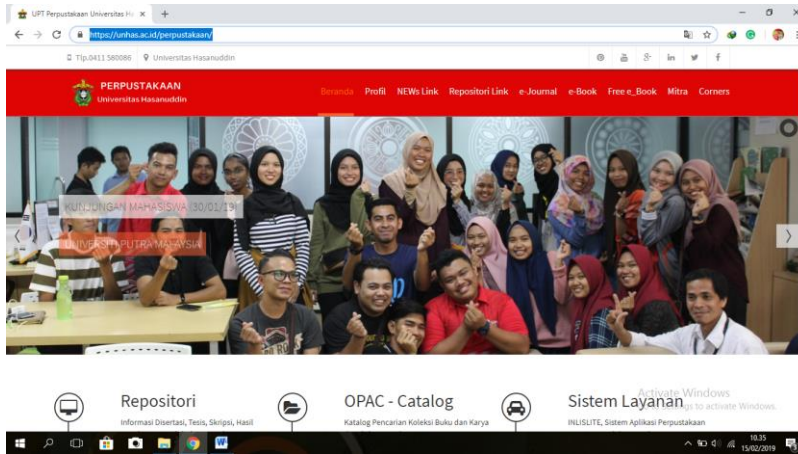 UPT Perpustakaan Universitas Ha
https://unhas.ac.id/perpustakaan/
Tlp.0411 580086 Universitas Hasanuddin
PERPUSTAKAAN
Universitas Hasanuddin
Beranda Profil NEWs Link Repositori Link e-Journal e-Book Free e_Book Mitra Corners
KUNJUNGAN MAHASISWA (30/01/19)
UNIVERSITI PUTRA MALAYSIA
Repositori OPAC - Catalog Sistem Layanan
Informasi Disertasi, Tesis, Skripsi, Hasil Katalog Pencarian Koleksi Buku dan Karya INLISLITE, Sistem Aplikasi Perpustakaan
Activate Windows
to activate Windows.
10.35
15/02/2019